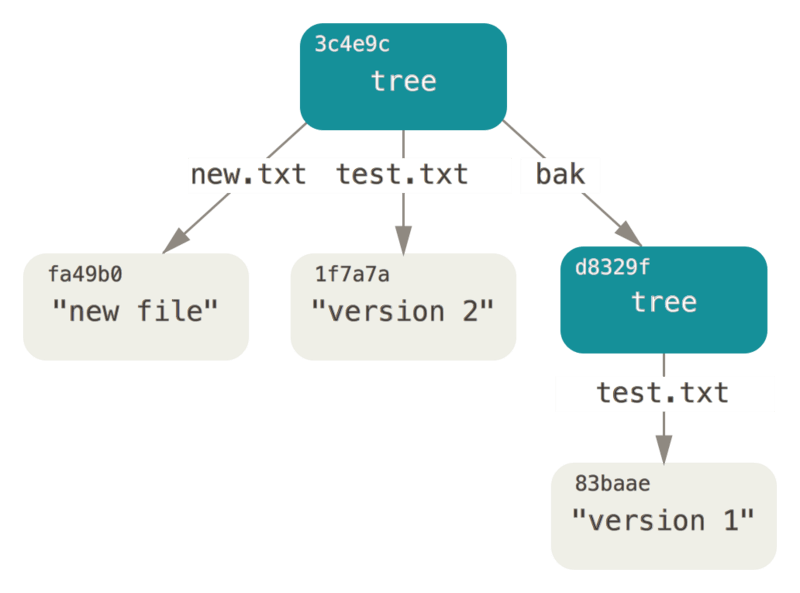 3c4e9c
tree
new.txt
test.txt
bak
fa49b0
"new file"
1f7a7a
"version 2"
d8329f
tree
test.txt
83baae
"version 1"